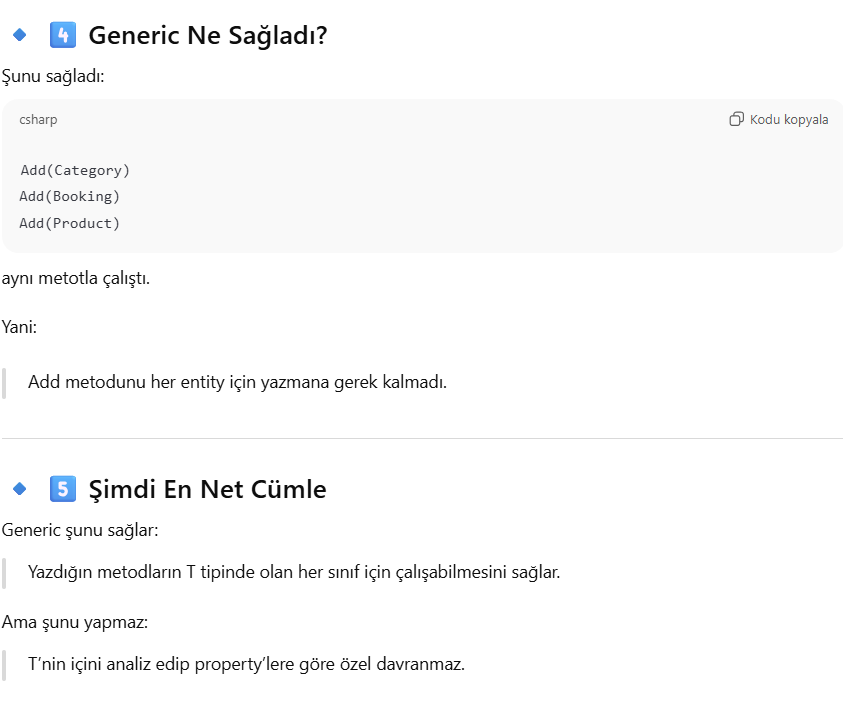 4 Generic Ne Sağladı?
Şunu sağladı:
csharp
Kodu kopyala
Add(Category)
Add(Booking)
Add(Product)
aynı metotla çalıştı.
Yani:
Add metodunu her entity için yazmana gerek kalmadı.
5 Şimdi En Net Cümle
Generic şunu sağlar:
Yazdığın metodların T tipinde olan her sınıf için çalışabilmesini sağlar.
Ama şunu yapmaz:
T’nin içini analiz edip property’lere göre özel davranmaz.